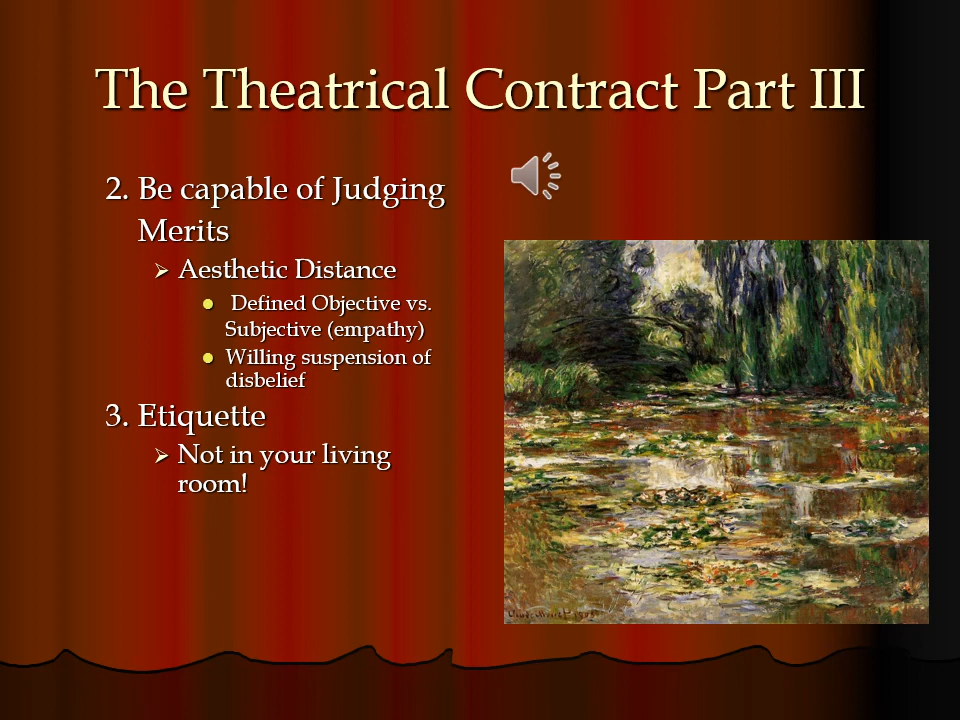 The Theatrical Contract Part III
2. Be capable of Judging
Merits
➢ Aesthetic Distance
● Defined Objective vs.
Subjective (empathy)
● Willing suspension of
disbelief
3. Etiquette
➢ Not in your living
room!